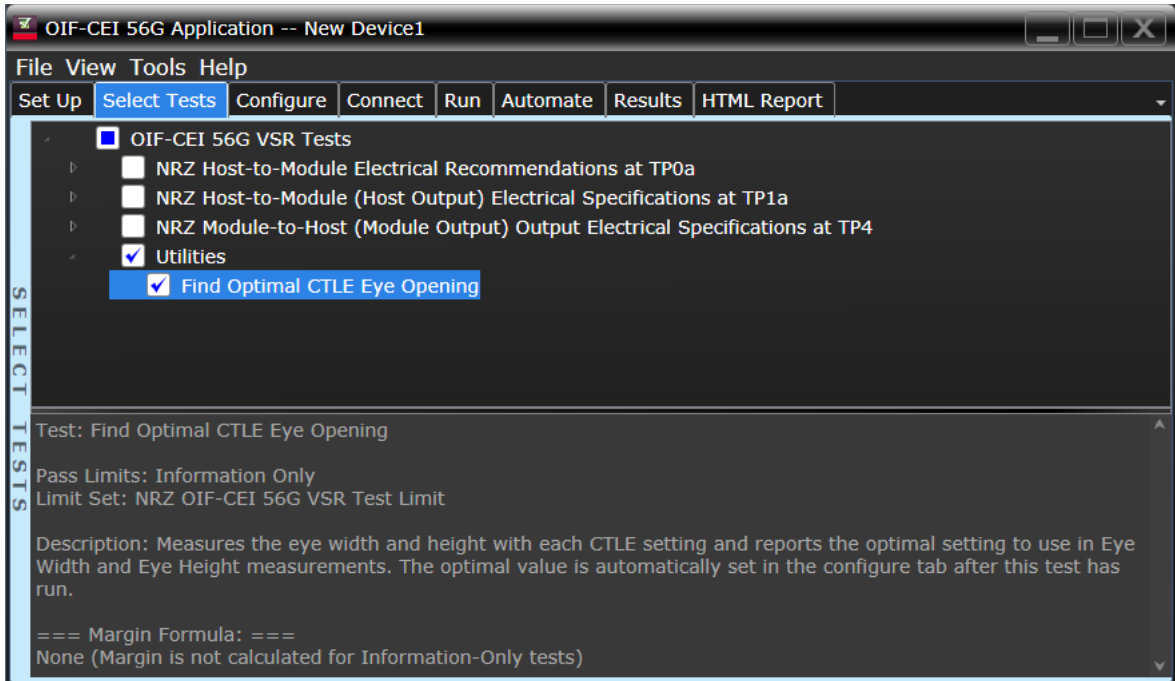 OIF-CEI 56G Application -- New Device1
File View Tools Help
Set Up Select Tests Configure Connect Run Automate Results HTML Report
OIF-CEI 56G VSR Tests
NRZ Host-to-Module Electrical Recommendations at TP0a
NRZ Host-to-Module (Host Output) Electrical Specifications at TP1a
NRZ Module-to-Host (Module Output) Output Electrical Specifications at TP4
Utilities
Find Optimal CTLE Eye Opening
SELECT TESTS
Test: Find Optimal CTLE Eye Opening
Pass Limits: Information Only
Limit Set: NRZ OIF-CEI 56G VSR Test Limit
Description: Measures the eye width and height with each CTLE setting and reports the optimal setting to use in Eye
Width and Eye Height measurements. The optimal value is automatically set in the configure tab after this test has
run.
=== Margin Formula: ===
None (Margin is not calculated for Information-Only tests)